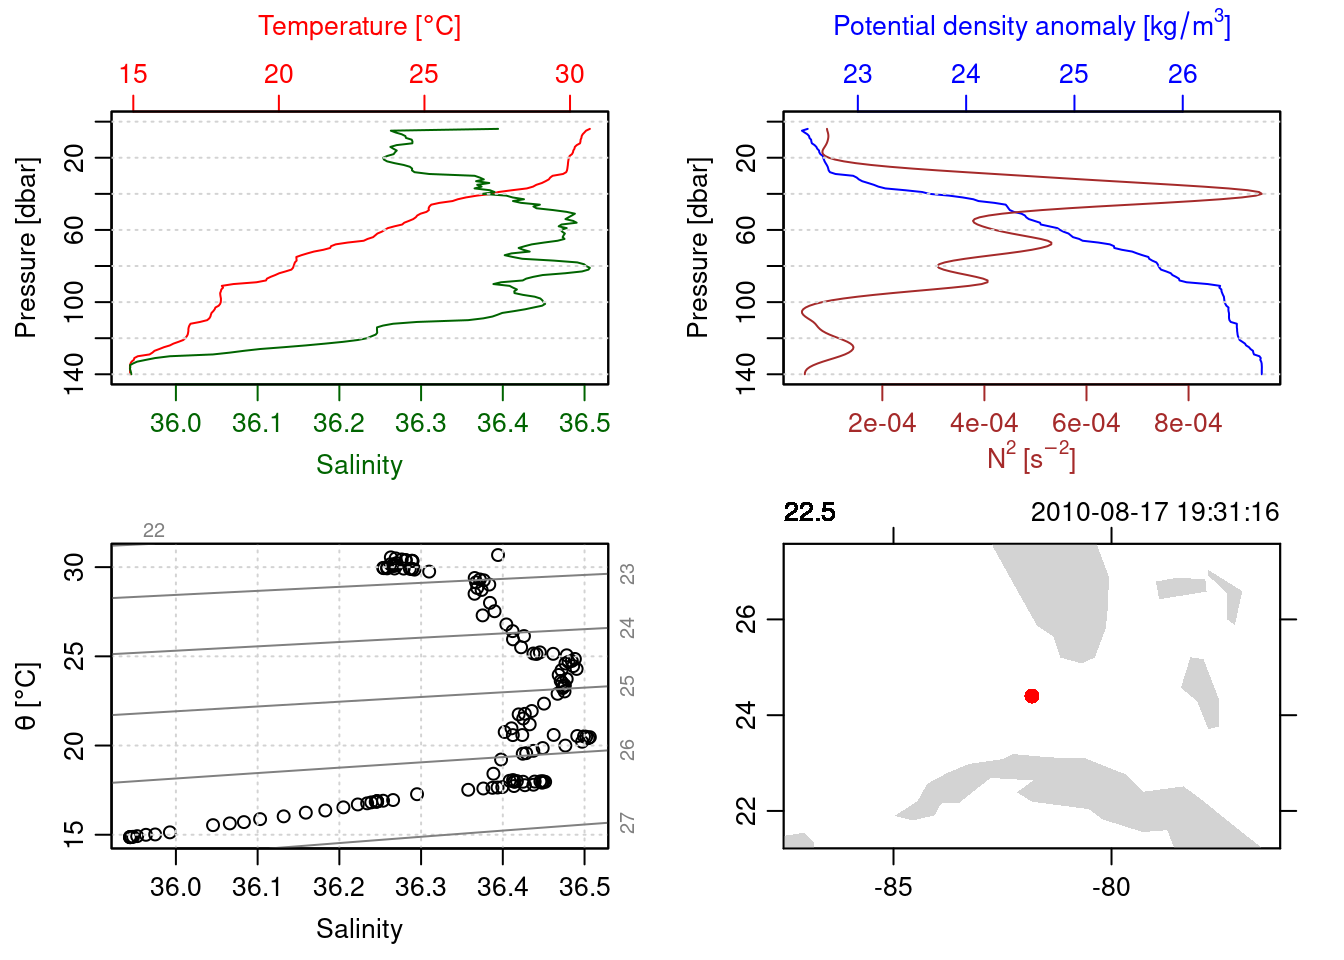 Temperature [°C]
15 20 25 30
Pressure [dbar]
20 60 100 140
36.0 36.1 36.2 36.3 36.4 36.5
Salinity
Potential density anomaly [kg/m³]
23 24 25 26
Pressure [dbar]
20 60 100 140
2e-04 4e-04 6e-04 8e-04
N² [s⁻²]
22
θ [°C]
15 20 25 30
23
24
25
26
27
36.0 36.1 36.2 36.3 36.4 36.5
Salinity
22.5 2010-08-17 19:31:16
22 24 26
-85 -80